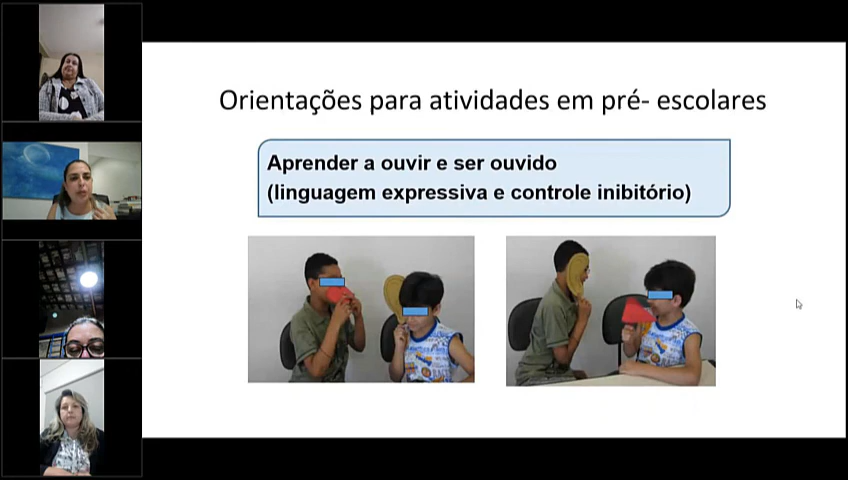 Orientações para atividades em pré- escolares
Aprender a ouvir e ser ouvido
(linguagem expressiva e controle inibitório)